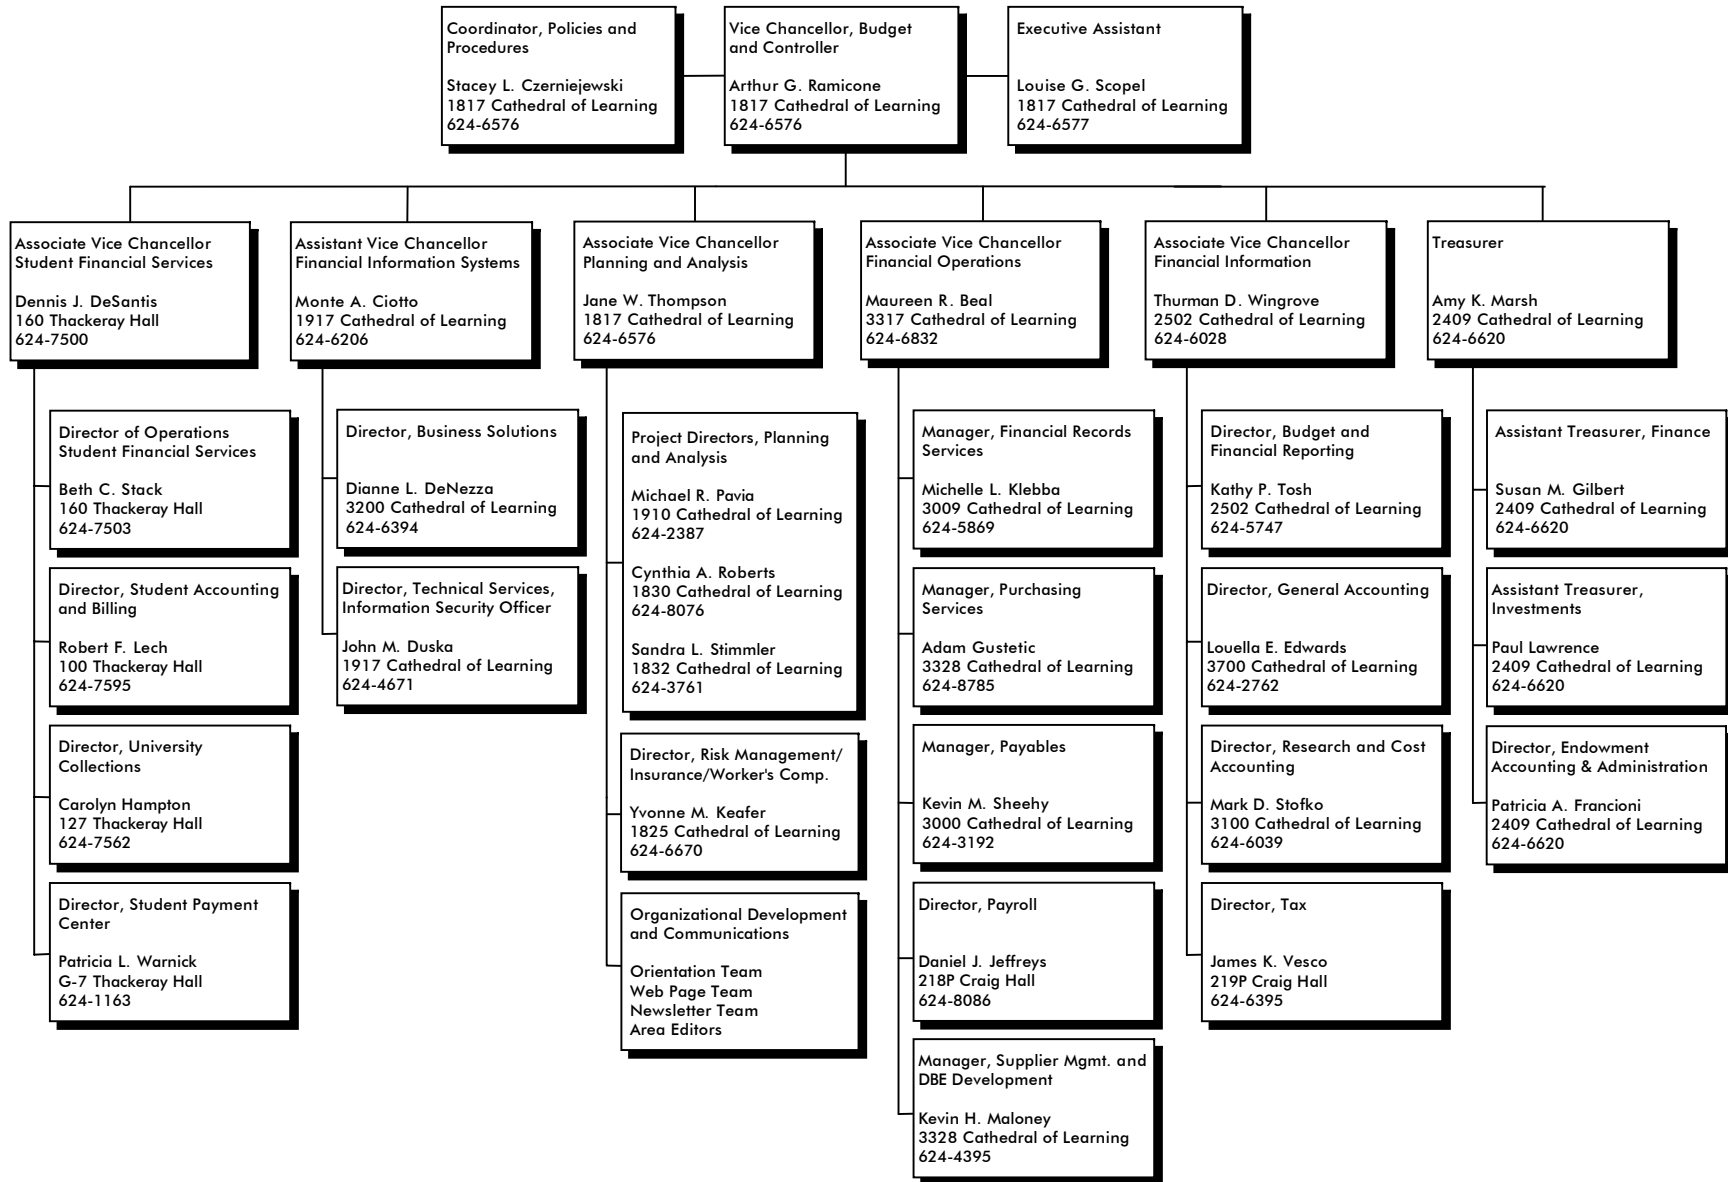 Coordinator, Policies and
Procedures
Stacey L. Czerniejewski
1817 Cathedral of Learning
624-6576
Vice Chancellor, Budget
and Controller
Arthur G. Ramicone
1817 Cathedral of Learning
624-6576
Executive Assistant
Louise G. Scopel
1817 Cathedral of Learning
624-6577
Associate Vice Chancellor
Student Financial Services
Dennis J. DeSantis
160 Thackeray Hall
624-7500
Assistant Vice Chancellor
Financial Information Systems
Monte A. Ciotto
1917 Cathedral of Learning
624-6206
Associate Vice Chancellor
Planning and Analysis
Jane W. Thompson
1817 Cathedral of Learning
624-6576
Associate Vice Chancellor
Financial Operations
Maureen R. Beal
3317 Cathedral of Learning
624-6832
Associate Vice Chancellor
Financial Information
Thurman D. Wingrove
2502 Cathedral of Learning
624-6028
Treasurer
Amy K. Marsh
2409 Cathedral of Learning
624-6620
Director of Operations
Student Financial Services
Beth C. Stack
160 Thackeray Hall
624-7503
Director, Student Accounting
and Billing
Robert F. Lech
100 Thackeray Hall
624-7595
Director, University
Collections
Carolyn Hampton
127 Thackeray Hall
624-7562
Director, Student Payment
Center
Patricia L. Warnick
G-7 Thackeray Hall
624-1163
Director, Business Solutions
Dianne L. DeNezza
3200 Cathedral of Learning
624-6394
Director, Technical Services,
Information Security Officer
John M. Duska
1917 Cathedral of Learning
624-4671
Project Directors, Planning
and Analysis
Michael R. Pavia
1910 Cathedral of Learning
624-2387
Cynthia A. Roberts
1830 Cathedral of Learning
624-8076
Sandra L. Stimmler
1832 Cathedral of Learning
624-3761
Director, Risk Management/
Insurance/Worker's Comp.
Yvonne M. Keafer
1825 Cathedral of Learning
624-6670
Organizational Development
and Communications
Orientation Team
Web Page Team
Newsletter Team
Area Editors
Manager, Financial Records
Services
Michelle L. Klebba
3009 Cathedral of Learning
624-5869
Manager, Purchasing
Services
Adam Gustetic
3328 Cathedral of Learning
624-8785
Manager, Payables
Kevin M. Sheehy
3000 Cathedral of Learning
624-3192
Director, Payroll
Daniel J. Jeffreys
218P Craig Hall
624-8086
Manager, Supplier Mgmt. and
DBE Development
Kevin H. Maloney
3328 Cathedral of Learning
624-4395
Director, Budget and
Financial Reporting
Kathy P. Tosh
2502 Cathedral of Learning
624-5747
Director, General Accounting
Louella E. Edwards
3700 Cathedral of Learning
624-2762
Director, Research and Cost
Accounting
Mark D. Stofko
3100 Cathedral of Learning
624-6039
Director, Tax
James K. Vesco
219P Craig Hall
624-6395
Assistant Treasurer, Finance
Susan M. Gilbert
2409 Cathedral of Learning
624-6620
Assistant Treasurer,
Investments
Paul Lawrence
2409 Cathedral of Learning
624-6620
Director, Endowment
Accounting & Administration
Patricia A. Francioni
2409 Cathedral of Learning
624-6620